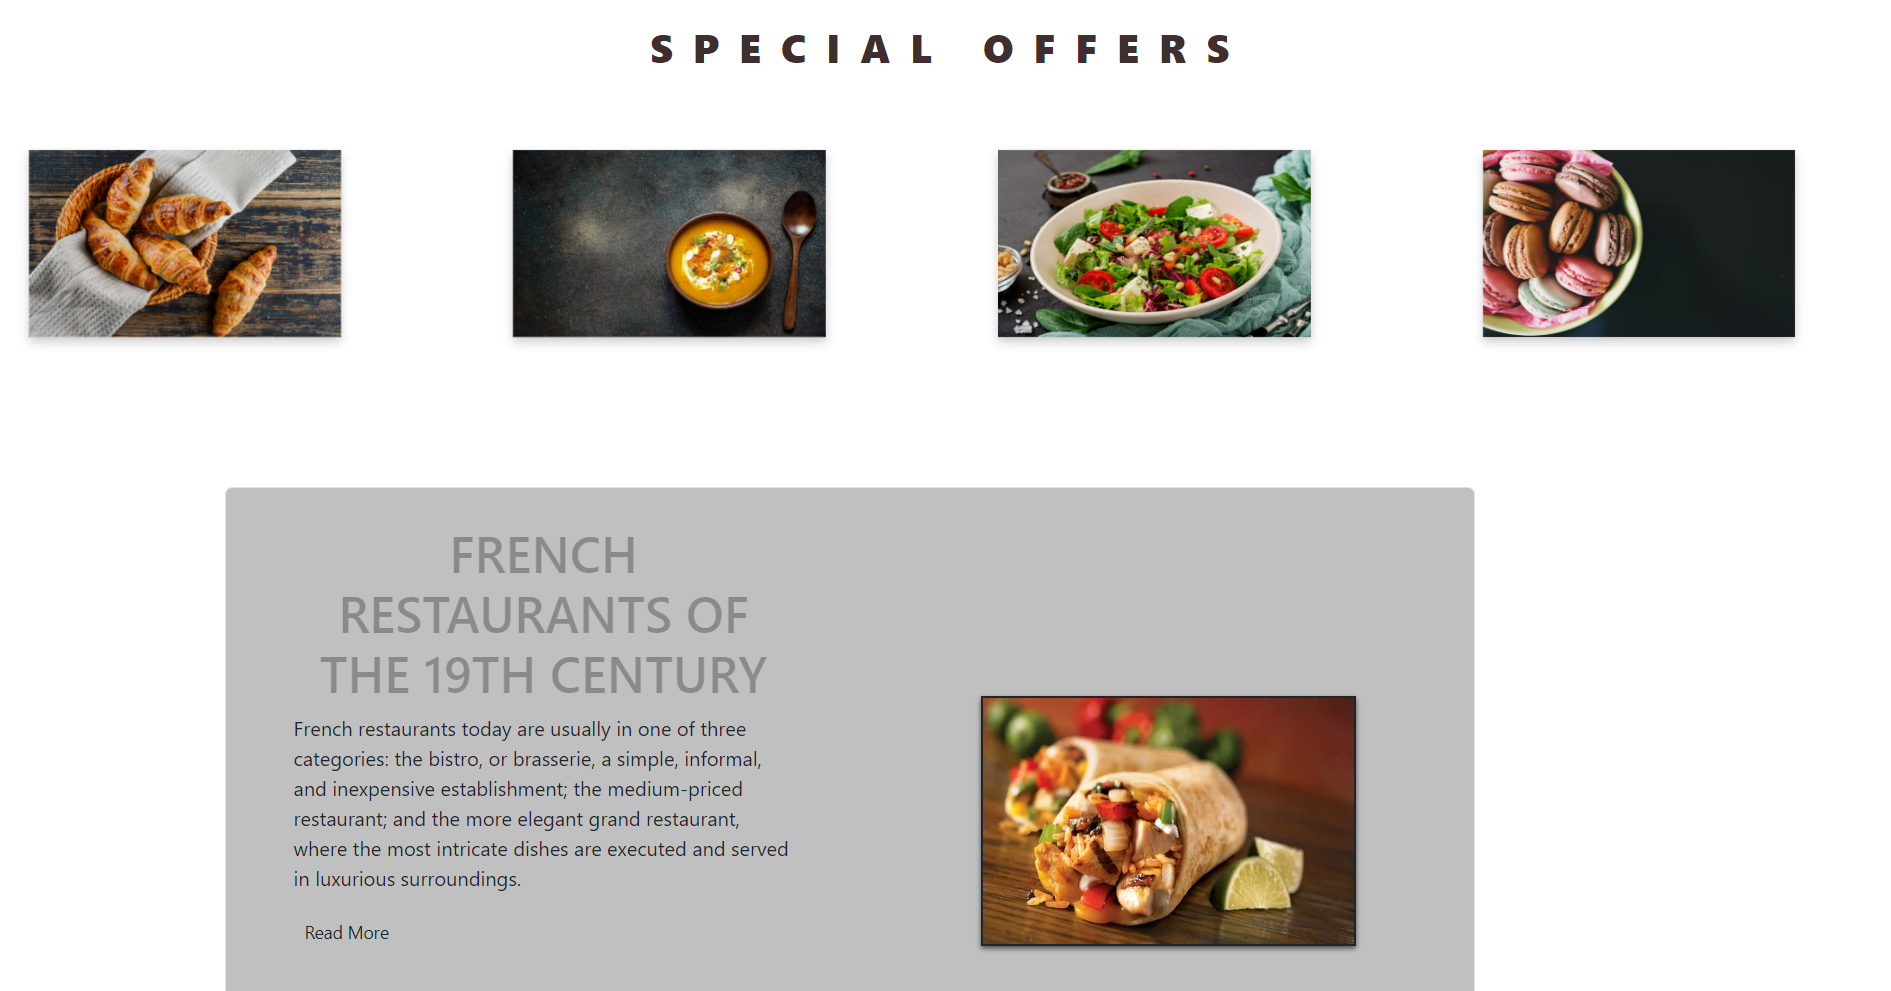 SPECIAL OFFERS
FRENCH
RESTAURANTS OF
THE 19TH CENTURY
French restaurants today are usually in one of three
categories: the bistro, or brasserie, a simple, informal,
and inexpensive establishment; the medium-priced
restaurant; and the more elegant grand restaurant,
where the most intricate dishes are executed and served
in luxurious surroundings.
Read More